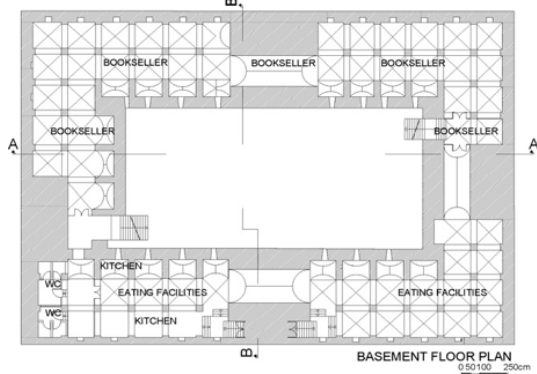 B
BOOKSELLER BOOKSELLER BOOKSELLER
A BOOKSELLER BOOKSELLER A
KITCHEN
WC EATING FACILITIES EATING FACILITIES
WC KITCHEN
B
BASEMENT FLOOR PLAN
0 50 100 250cm